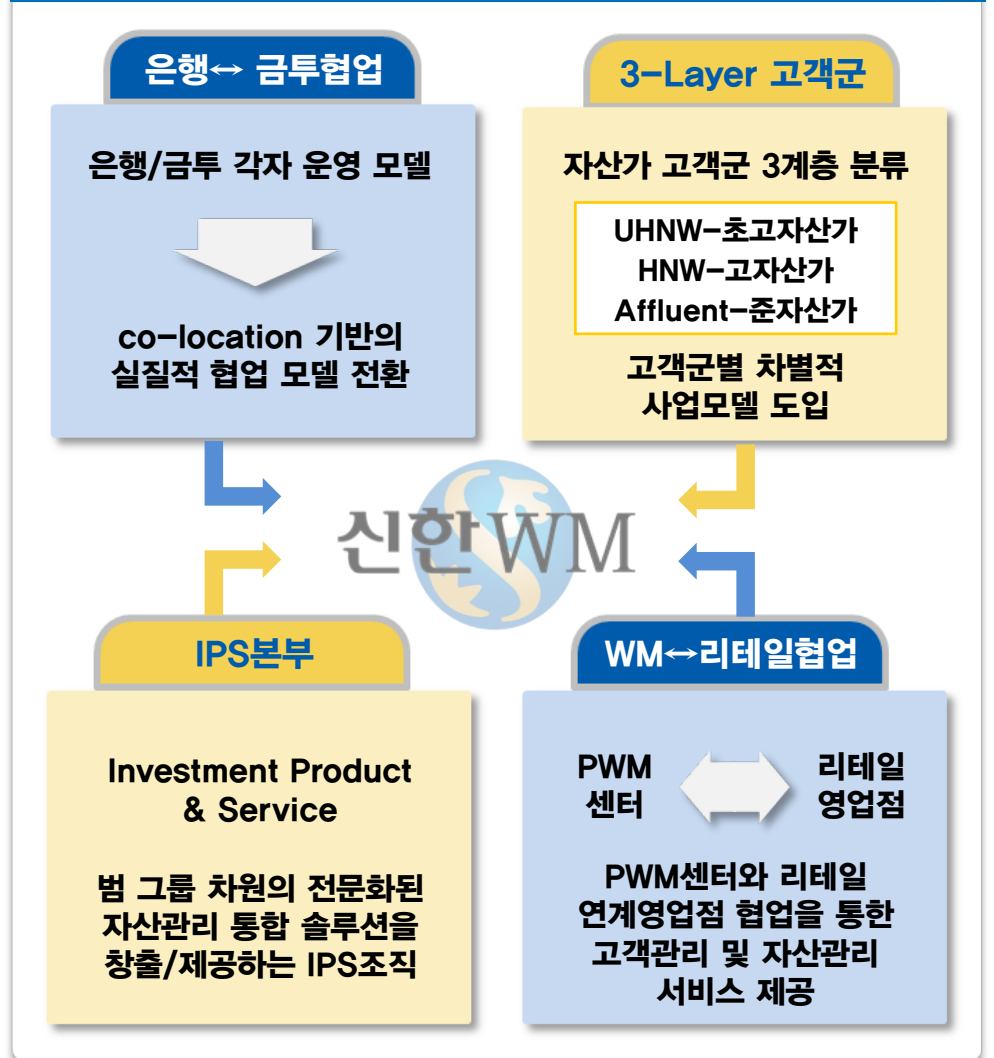 은행↔ 금투협업
은행/금투 각자 운영 모델
co-location 기반의
실질적 협업 모델 전환
3-Layer 고객군
자산가 고객군 3계층 분류
UHNW-초고자산가
HNW-고자산가
Affluent-준자산가
고객군별 차별적
사업모델 도입
신한WM
IPS본부
Investment Product
& Service
범 그룹 차원의 전문화된
자산관리 통합 솔루션을
창출/제공하는 IPS조직
WM↔리테일협업
PWM
센터
리테일
영업점
PWM센터와 리테일
연계영업점 협업을 통한
고객관리 및 자산관리
서비스 제공